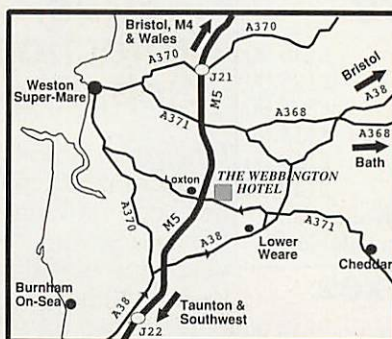 Bristol, M4
& Wales
A370
A370
J21
Bristol
A38
Weston
Super-Mare
M5
A371
A368
A368
Bath
THE WEBBINGTON
HOTEL
Loxton
A370
M5
A38
A371
Lower
Weare
Cheddar
Burnham
On-Sea
A38
Taunton &
Southwest
J22